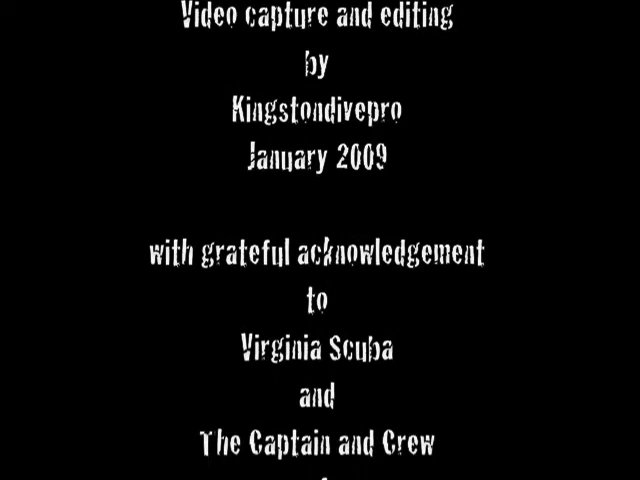 Video capture and editing
by
Kingstondivepro
January 2009
with grateful acknowledgement
to
Virginia Scuba
and
The Captain and Crew